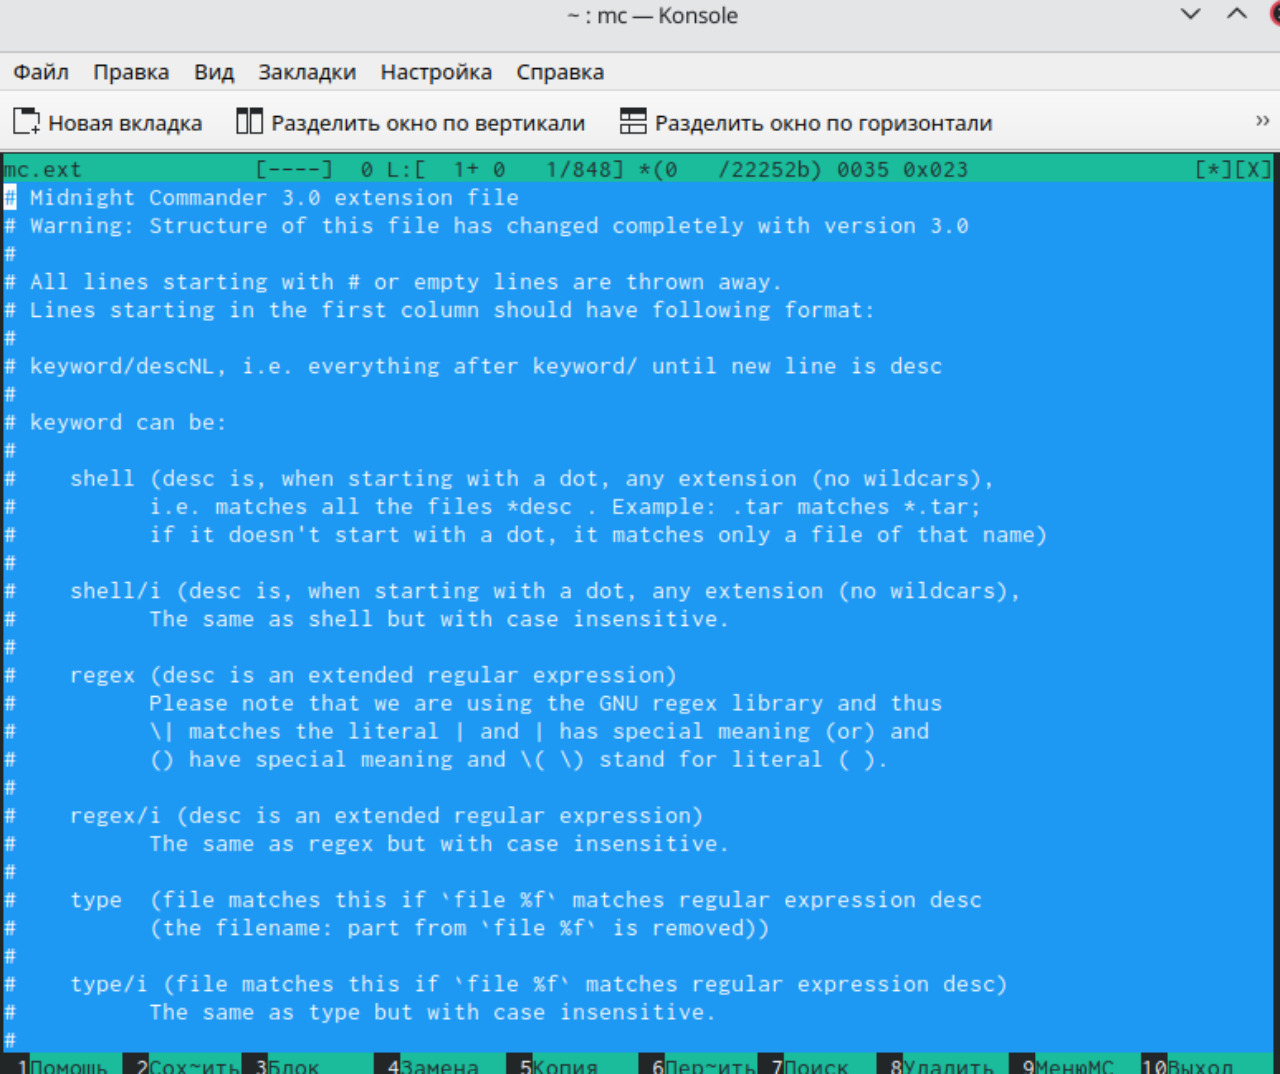 ~ : mc — Konsole
Файл Правка Вид Закладки Настройка Справка
Новая вкладка Разделить окно по вертикали Разделить окно по горизонтали »
mc.ext [----] 0 L:[ 1+ 0 1/848] *(0 /22252b) 0035 0x023 [*][X]
# Midnight Commander 3.0 extension file
# Warning: Structure of this file has changed completely with version 3.0
#
# All lines starting with # or empty lines are thrown away.
# Lines starting in the first column should have following format:
#
# keyword/descNL, i.e. everything after keyword/ until new line is desc
#
# keyword can be:
#
#    shell (desc is, when starting with a dot, any extension (no wildcars),
#          i.e. matches all the files *desc . Example: .tar matches *.tar;
#          if it doesn't start with a dot, it matches only a file of that name)
#
#    shell/i (desc is, when starting with a dot, any extension (no wildcars),
#          The same as shell but with case insensitive.
#
#    regex (desc is an extended regular expression)
#          Please note that we are using the GNU regex library and thus
#          \| matches the literal | and | has special meaning (or) and
#          () have special meaning and \( \) stand for literal ( ).
#
#    regex/i (desc is an extended regular expression)
#          The same as regex but with case insensitive.
#
#    type  (file matches this if `file %f` matches regular expression desc
#          (the filename: part from `file %f` is removed))
#
#    type/i (file matches this if `file %f` matches regular expression desc)
#          The same as type but with case insensitive.
#
1Помощь 2Сох~ить 3Блок 4Замена 5Копия 6Пер~ить 7Поиск 8Удалить 9МенюMC 10Выход